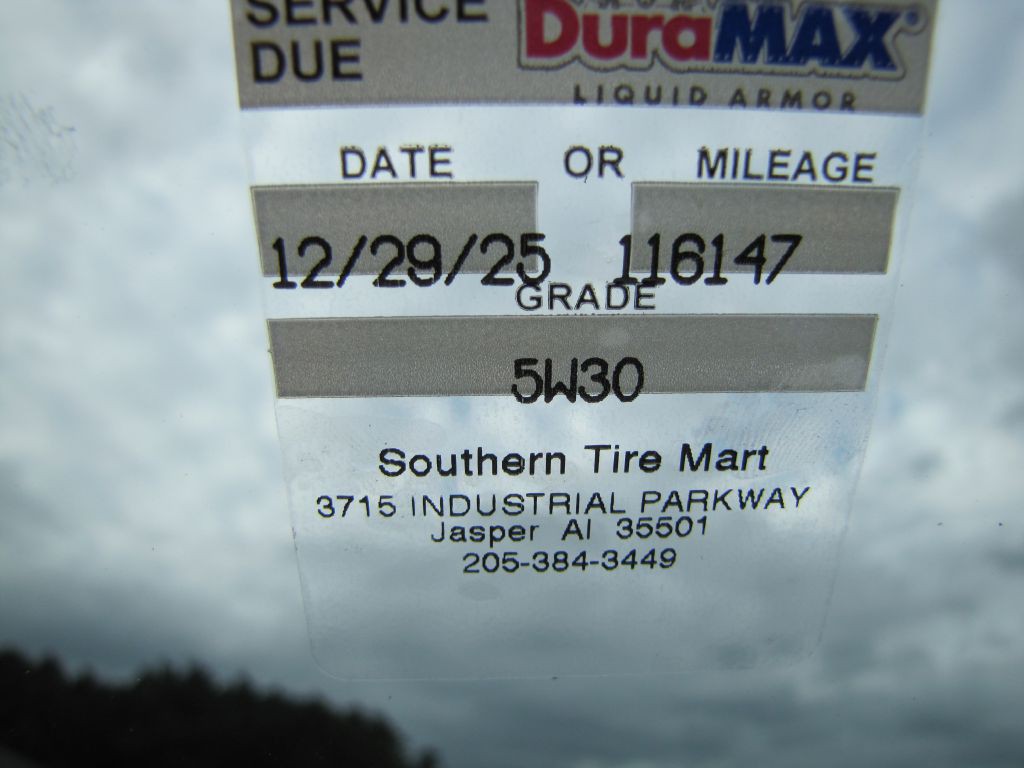 SERVICE
DUE
DuraMAX®
LIQUID ARMOR
DATE OR MILEAGE
12/29/25 116147
GRADE
5W30
Southern Tire Mart
3715 INDUSTRIAL PARKWAY
Jasper Al 35501
205-384-3449